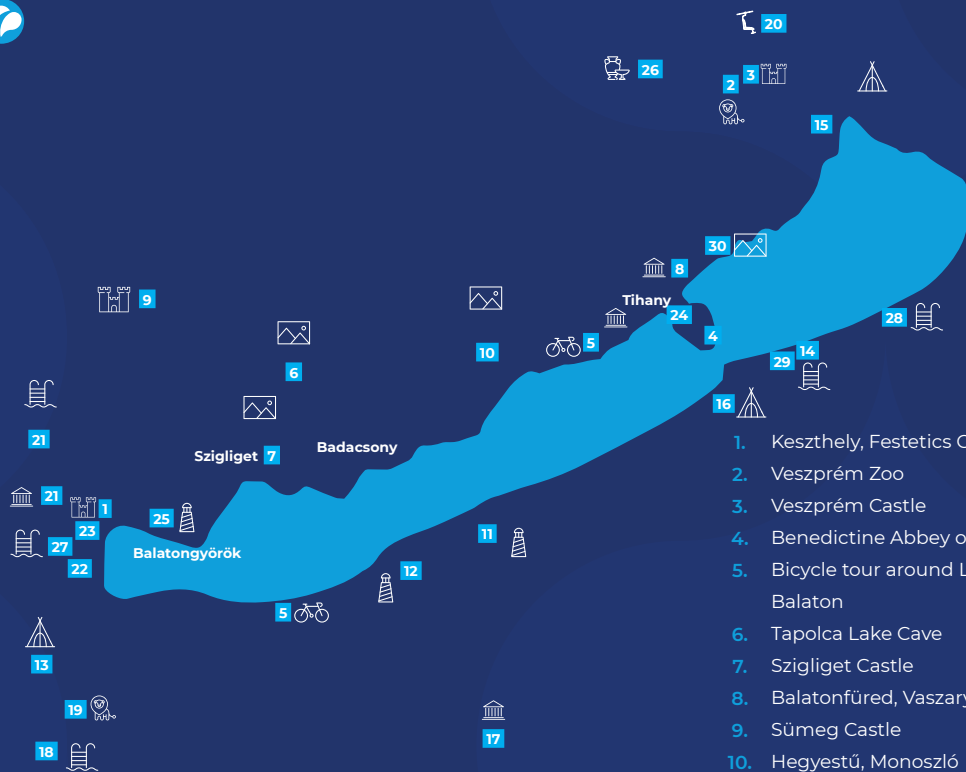 20
26
3
2
15
30
8
Tihany
9
24
28
4
5
14
10
29
6
16
21
Badacsony
Szigliget 7
21
1
25
23
11
27
Balatongyörök
22
12
5
13
19
17
18
1. Keszthely, Festetics C
2. Veszprém Zoo
3. Veszprém Castle
4. Benedictine Abbey o
5. Bicycle tour around L
Balaton
6. Tapolca Lake Cave
7. Szigliget Castle
8. Balatonfüred, Vaszary
9. Sümeg Castle
10. Hegyestű, Monoszló